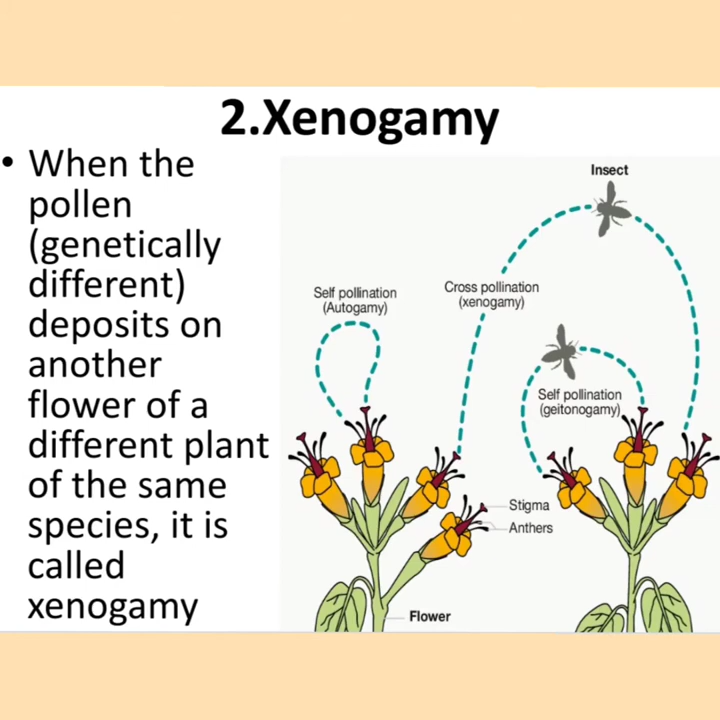 2.Xenogamy
• When the
pollen
(genetically
different)
deposits on
another
flower of a
different plant
of the same
species, it is
called
xenogamy
Insect
Self pollination
(Autogamy)
Cross pollination
(xenogamy)
Self pollination
(geitonogamy)
Stigma
Anthers
Flower